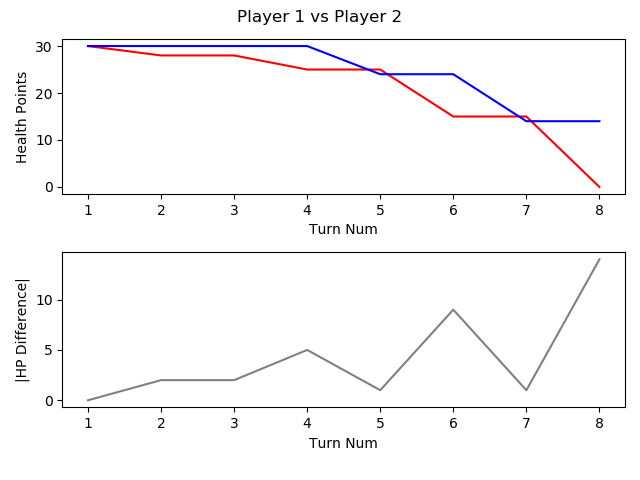 Player 1 vs Player 2
Health Points
30
20
10
0
1 2 3 4 5 6 7 8
Turn Num
|HP Difference|
10
5
0
1 2 3 4 5 6 7 8
Turn Num